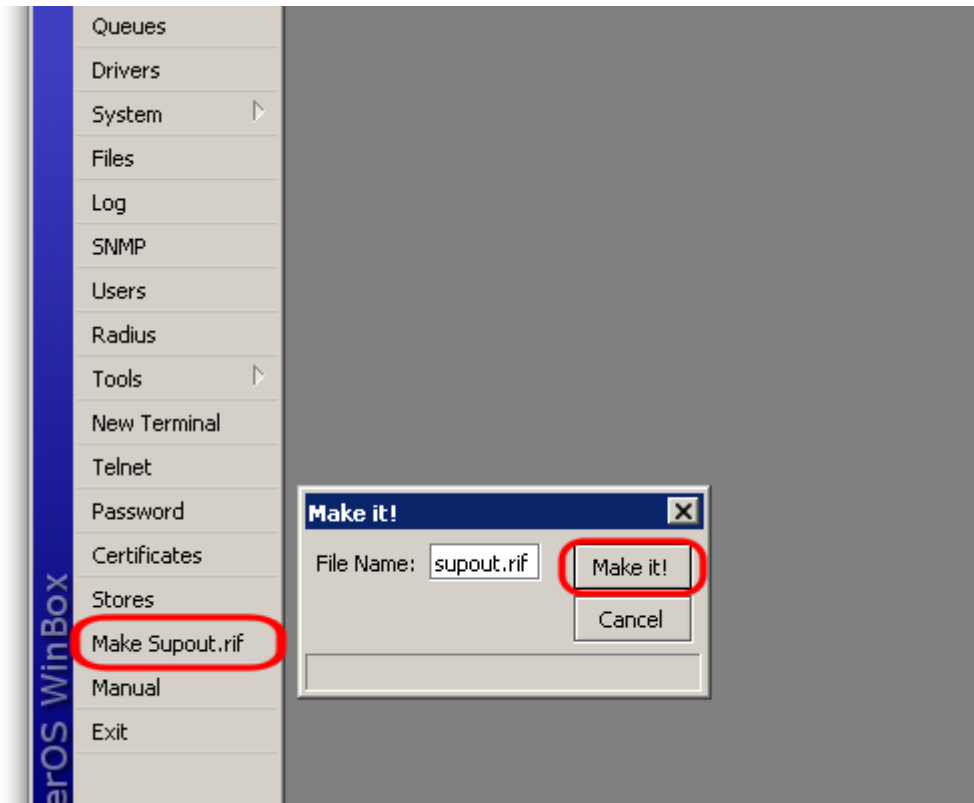 Queues
Drivers
System
Files
Log
SNMP
Users
Radius
Tools
New Terminal
Telnet
Password
Certificates
Stores
Make Supout.rif
Manual
Exit
erOS WinBox
Make it!
File Name: supout.rif
Make it!
Cancel